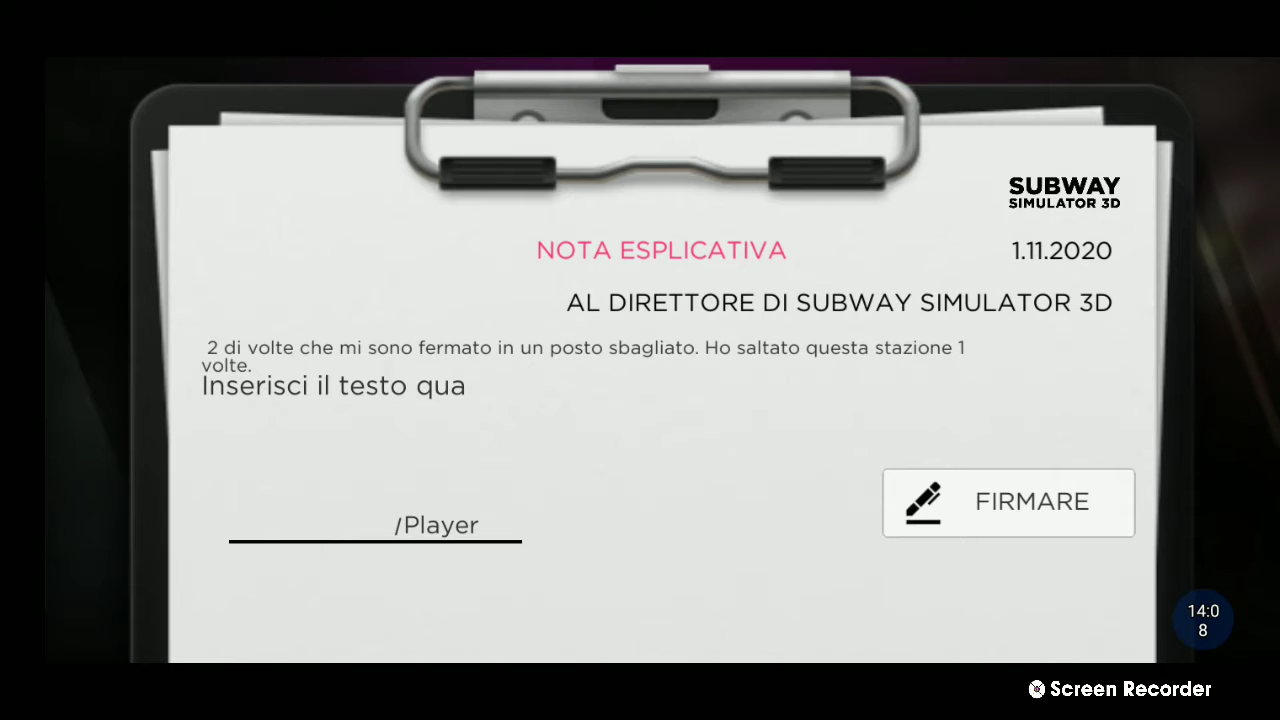 SUBWAY
SIMULATOR 3D
NOTA ESPLICATIVA
1.11.2020
AL DIRETTORE DI SUBWAY SIMULATOR 3D
2 di volte che mi sono fermato in un posto sbagliato. Ho saltato questa stazione 1
volte.
Inserisci il testo qua
FIRMARE
/Player
14:0
8
Screen Recorder